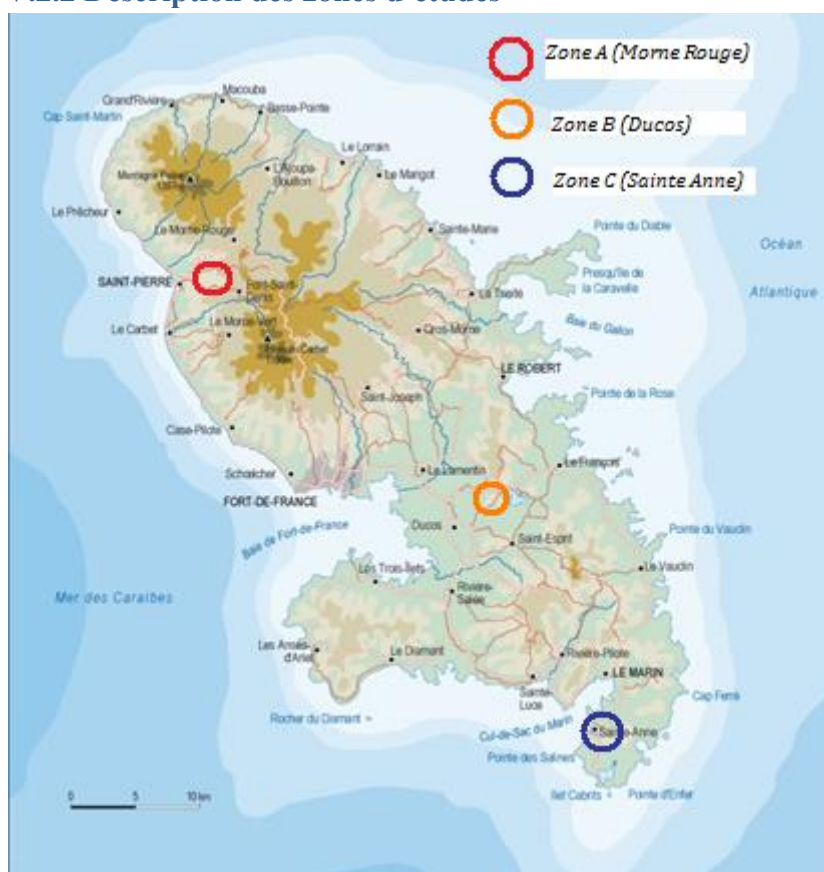 Zone A (Morne Rouge)
Zone B (Ducos)
Zone C (Sainte Anne)
Grand'Rivière
Macouba
Basse-Pointe
Cap Saint-Martin
Le Lorrain
L'Ajoupa-
Bouillon
Le Marigot
Le Prêcheur
Le Morne-Rouge
Sainte-Marie
Pointe du Diable
Océan
Atlantique
Presqu'île de
la Caravelle
SAINT-PIERRE
Fond-Saint-
Denis
La Trinité
Le Carbet
Le Morne-Vert
Gros-Morne
Baie du Galion
LE ROBERT
Saint-Joseph
Pointe de la Rose
Case-Pilote
Schœlcher
Le Lamentin
Le François
FORT-DE-FRANCE
Ducos
Baie de Fort-de-France
Saint-Esprit
Pointe du Vauclin
Les Trois-Îlets
Le Vauclin
Rivière-
Salée
Mer des Caraïbes
Les Anses-
d'Arlet
Le Diamant
Rivière-Pilote
LE MARIN
Sainte-
Luce
Cap Ferré
Rocher du Diamant
Cul-de-Sac du Marin
Sainte-Anne
Pointe des Salines
Ilet Cabrits
Pointe d'Enfer
0 5 10 km